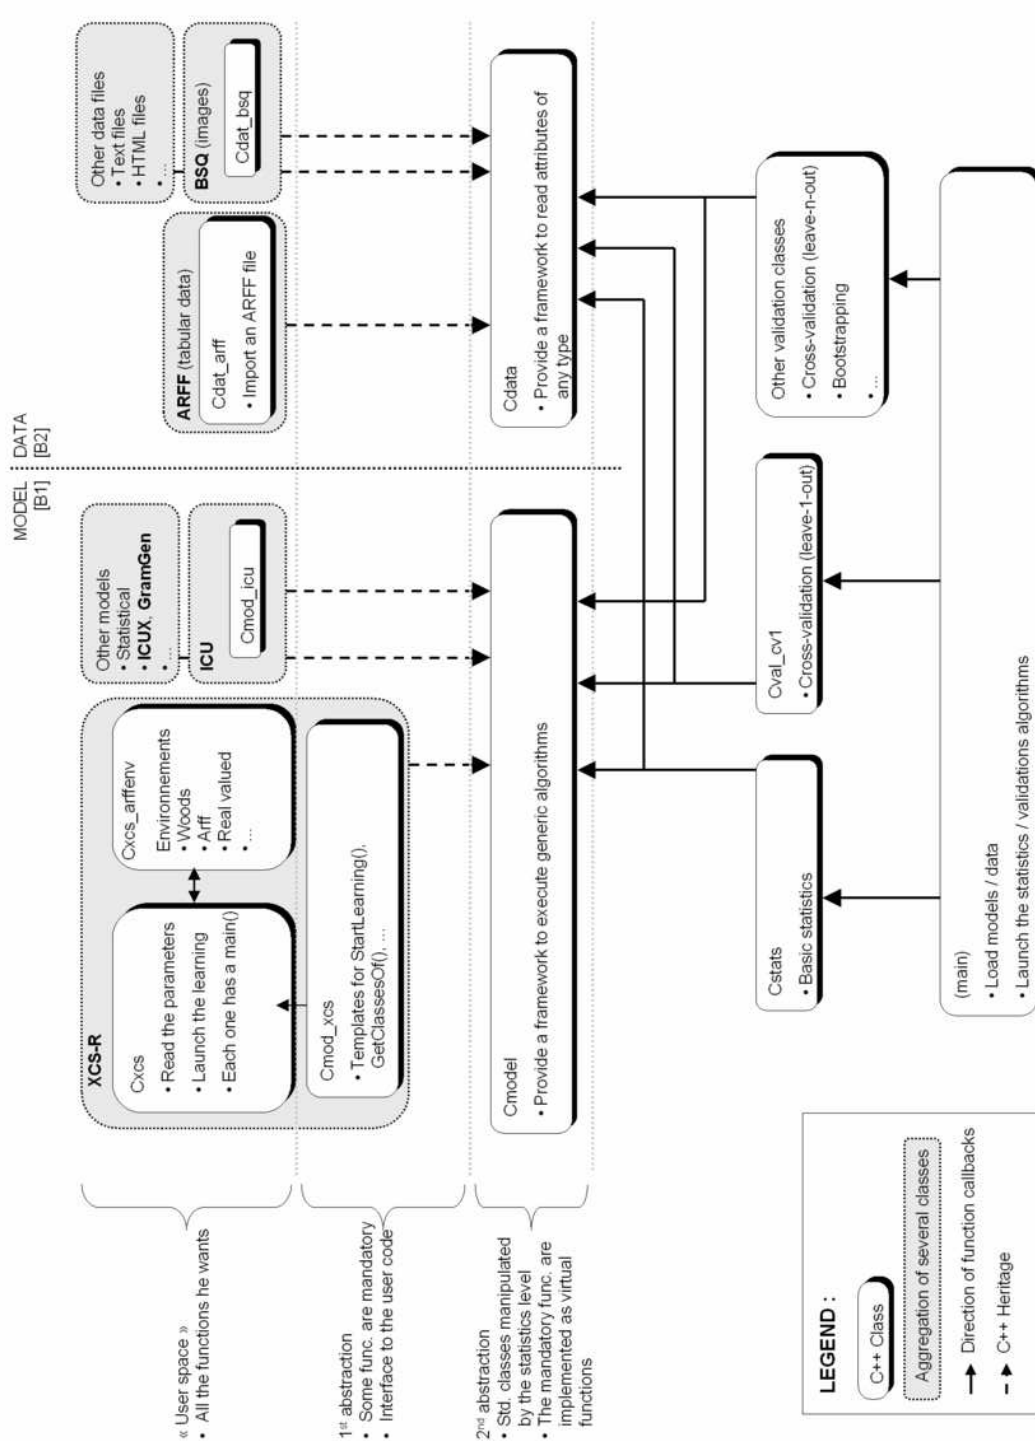 MODEL
[B1]
DATA
[B2]
« User space »
• All the functions he wants
1st abstraction
• Some func. are mandatory
• Interface to the user code
2nd abstraction
• Std. classes manipulated
by the statistics level
• The mandatory func. are
implemented as virtual
functions
XCS-R
Cxcs
• Read the parameters
• Launch the learning
• Each one has a main()
Cxcs_arffenv
Environnements
• Woods
• Arff
• Real valued
• ...
Cmod_xcs
• Templates for StartLearning(),
GetClassesOf(), ...
Other models
• Statistical
• ICUX, GramGen
• ...
ICU
Cmod_icu
ARFF (tabular data)
Cdat_arff
• Import an ARFF file
Other data files
• Text files
• HTML files
• ...
BSQ (images)
Cdat_bsq
Cmodel
• Provide a framework to execute generic algorithms
Cdata
• Provide a framework to read attributes of
any type
Cstats
• Basic statistics
Cval_cv1
• Cross-validation (leave-1-out)
Other validation classes
• Cross-validation (leave-n-out)
• Bootstrapping
• ...
(main)
• Load models / data
• Launch the statistics / validations algorithms
LEGEND :
C++ Class
Aggregation of several classes
Direction of function callbacks
C++ Heritage